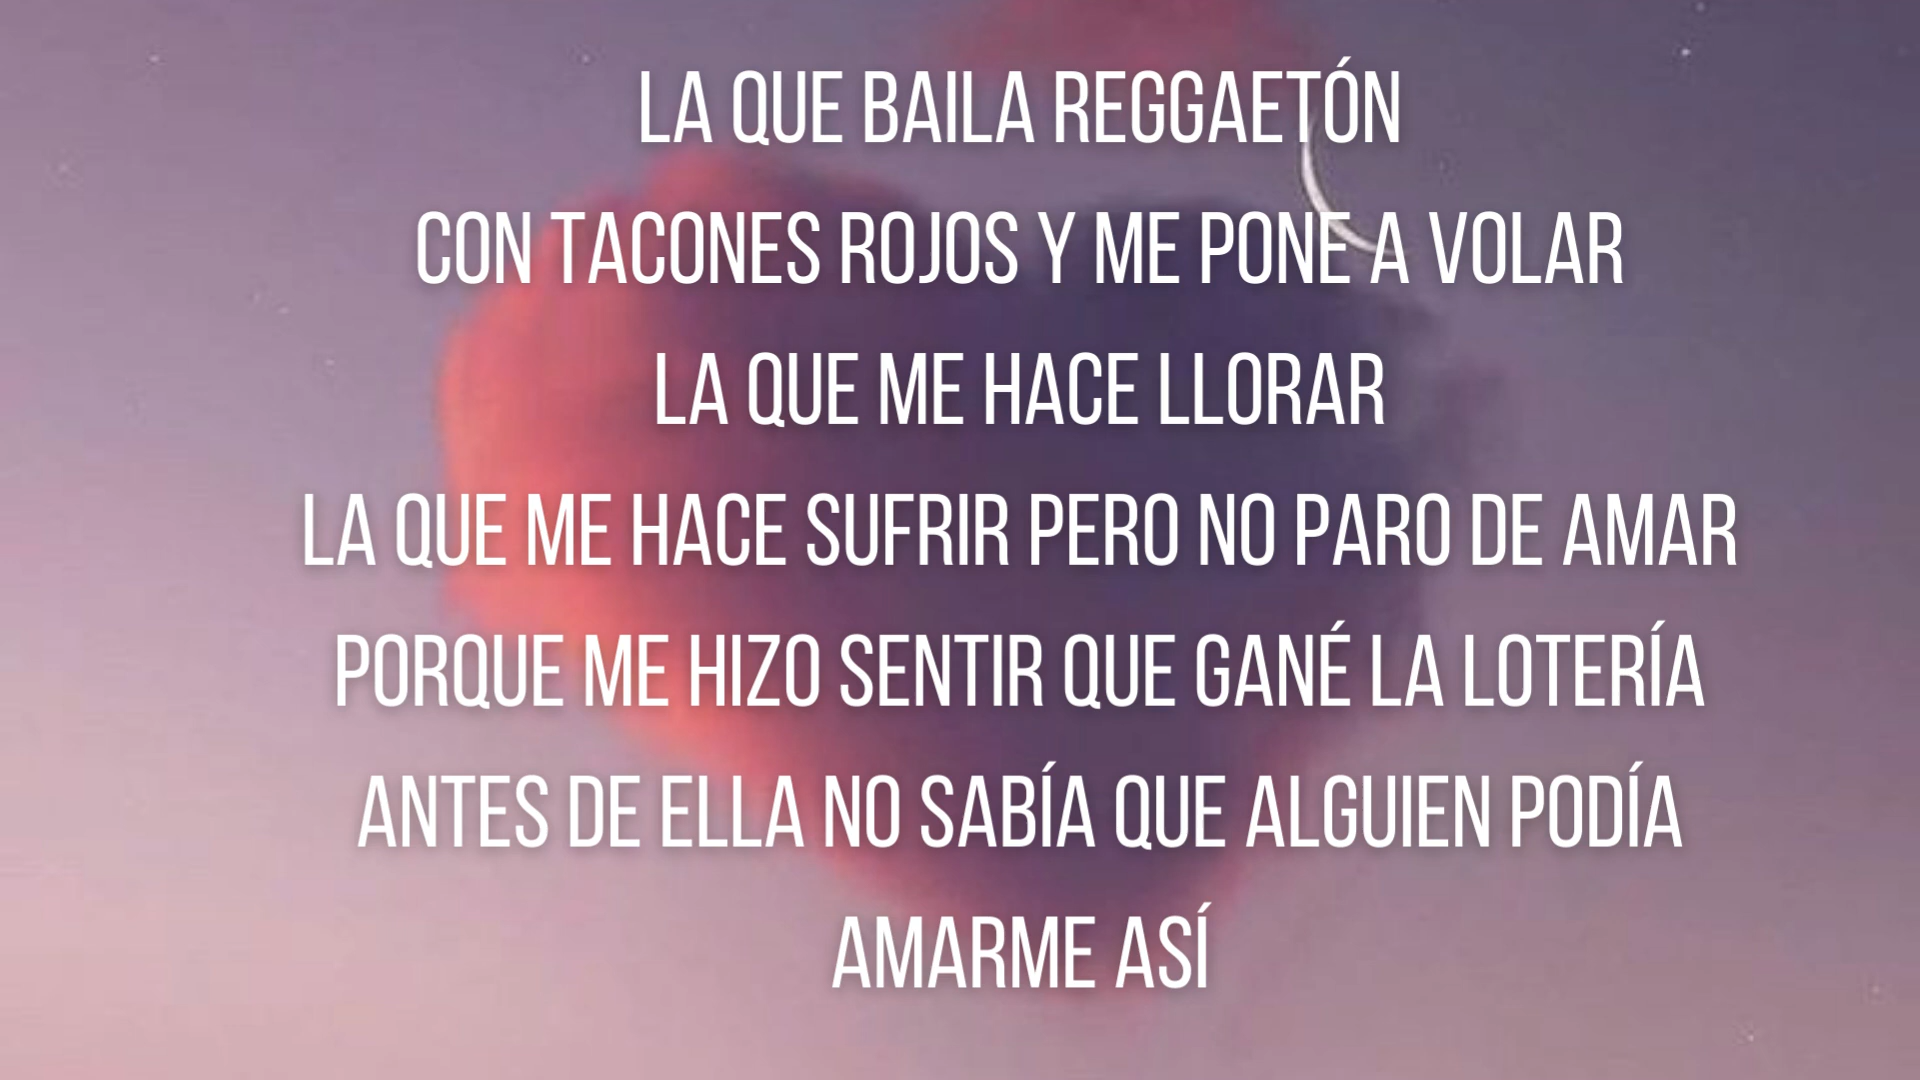 LA QUE BAILA REGGAETÓN
CON TACONES ROJOS Y ME PONE A VOLAR
LA QUE ME HACE LLORAR
LA QUE ME HACE SUFRIR PERO NO PARO DE AMAR
PORQUE ME HIZO SENTIR QUE GANÉ LA LOTERÍA
ANTES DE ELLA NO SABÍA QUE ALGUIEN PODÍA
AMARME ASÍ